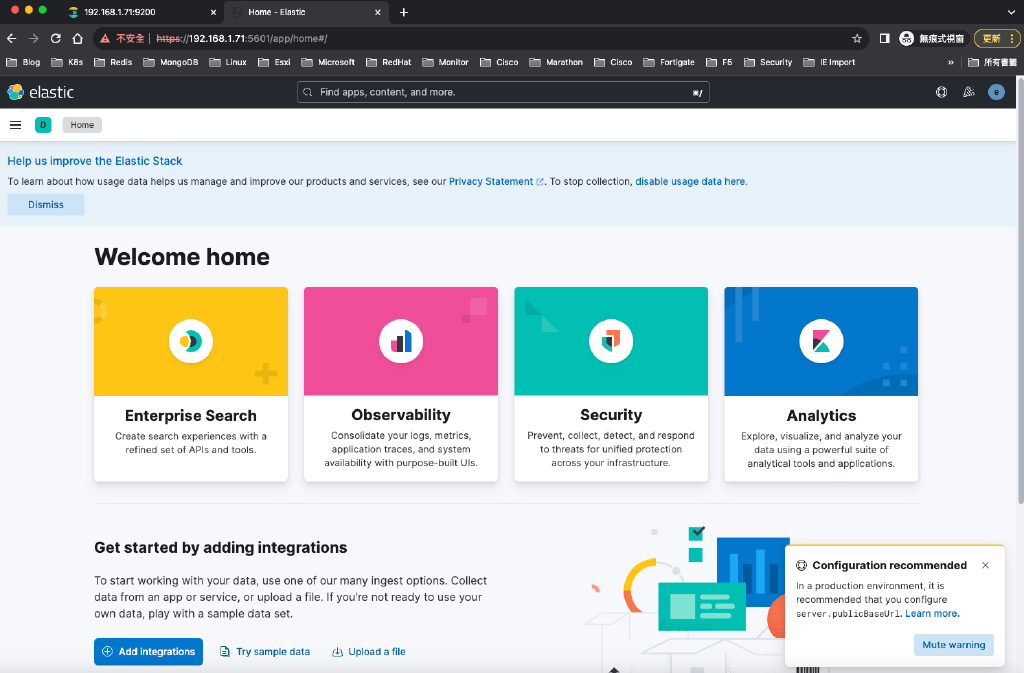 192.168.1.71:9200
Home - Elastic
不安全 https://192.168.1.71:5601/app/home#/
無痕式視窗
更新
Blog K8s Redis MongoDB Linux Esxi Microsoft RedHat Monitor Cisco Marathon Cisco Fortigate F5 Security IE Import » 所有書籤
elastic
Find apps, content, and more.
⌘/
e
D
Home
Help us improve the Elastic Stack
To learn about how usage data helps us manage and improve our products and services, see our Privacy Statement. To stop collection, disable usage data here.
Dismiss
Welcome home
Enterprise Search
Create search experiences with a
refined set of APIs and tools.
Observability
Consolidate your logs, metrics,
application traces, and system
availability with purpose-built UIs.
Security
Prevent, collect, detect, and respond
to threats for unified protection
across your infrastructure.
Analytics
Explore, visualize, and analyze your
data using a powerful suite of
analytical tools and applications.
Get started by adding integrations
To start working with your data, use one of our many ingest options. Collect
data from an app or service, or upload a file. If you're not ready to use your
own data, play with a sample data set.
Add integrations
Try sample data
Upload a file
Configuration recommended
In a production environment, it is
recommended that you configure
server.publicBaseUrl. Learn more.
Mute warning